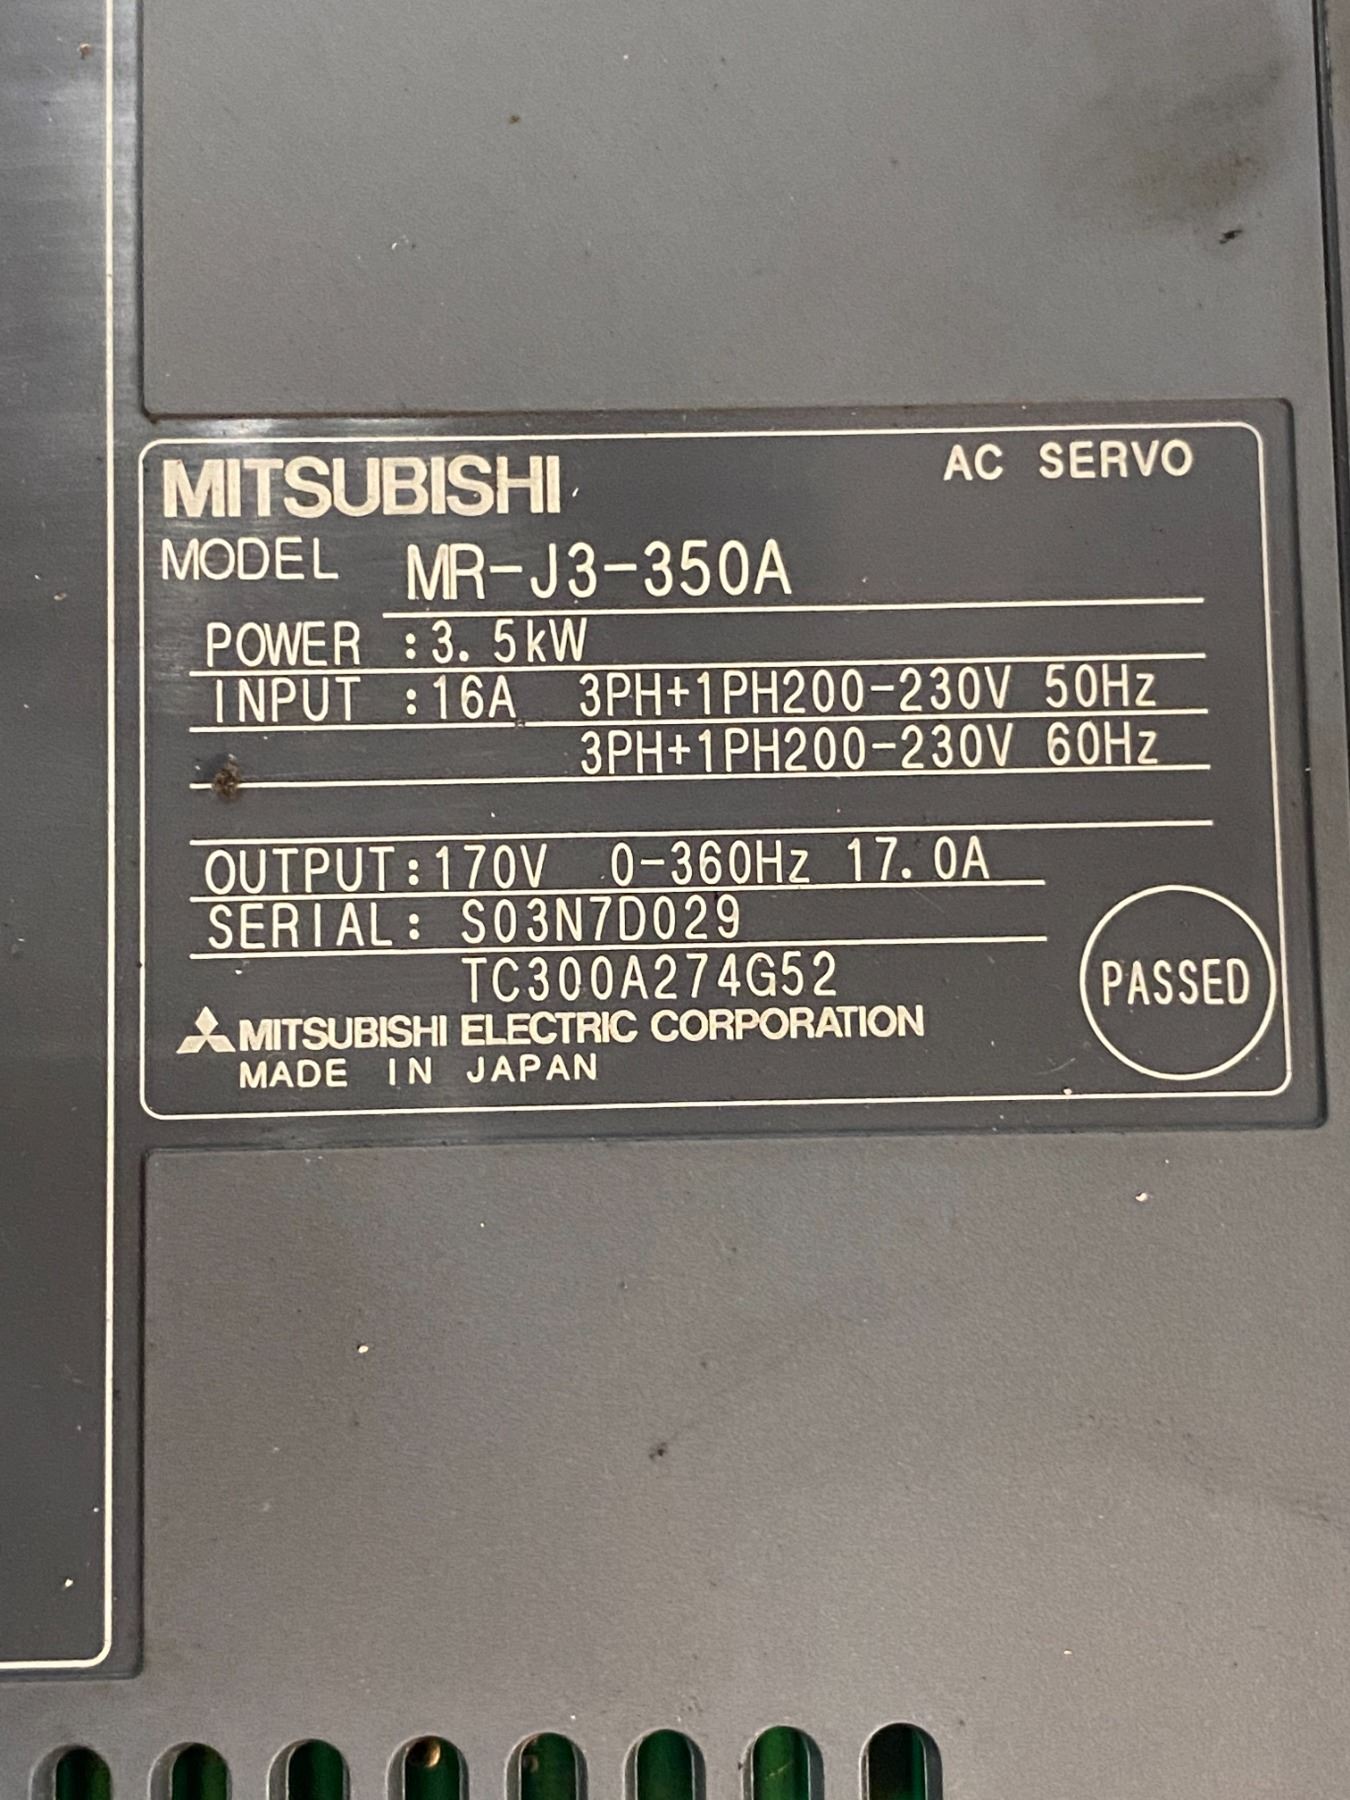 MITSUBISHI
AC SERVO
MODEL MR-J3-350A
POWER :3.5kW
INPUT :16A 3PH+1PH200-230V 50Hz
3PH+1PH200-230V 60Hz
OUTPUT:170V 0-360Hz 17.0A
SERIAL: S03N7D029
TC300A274G52
PASSED
MITSUBISHI ELECTRIC CORPORATION
MADE IN JAPAN